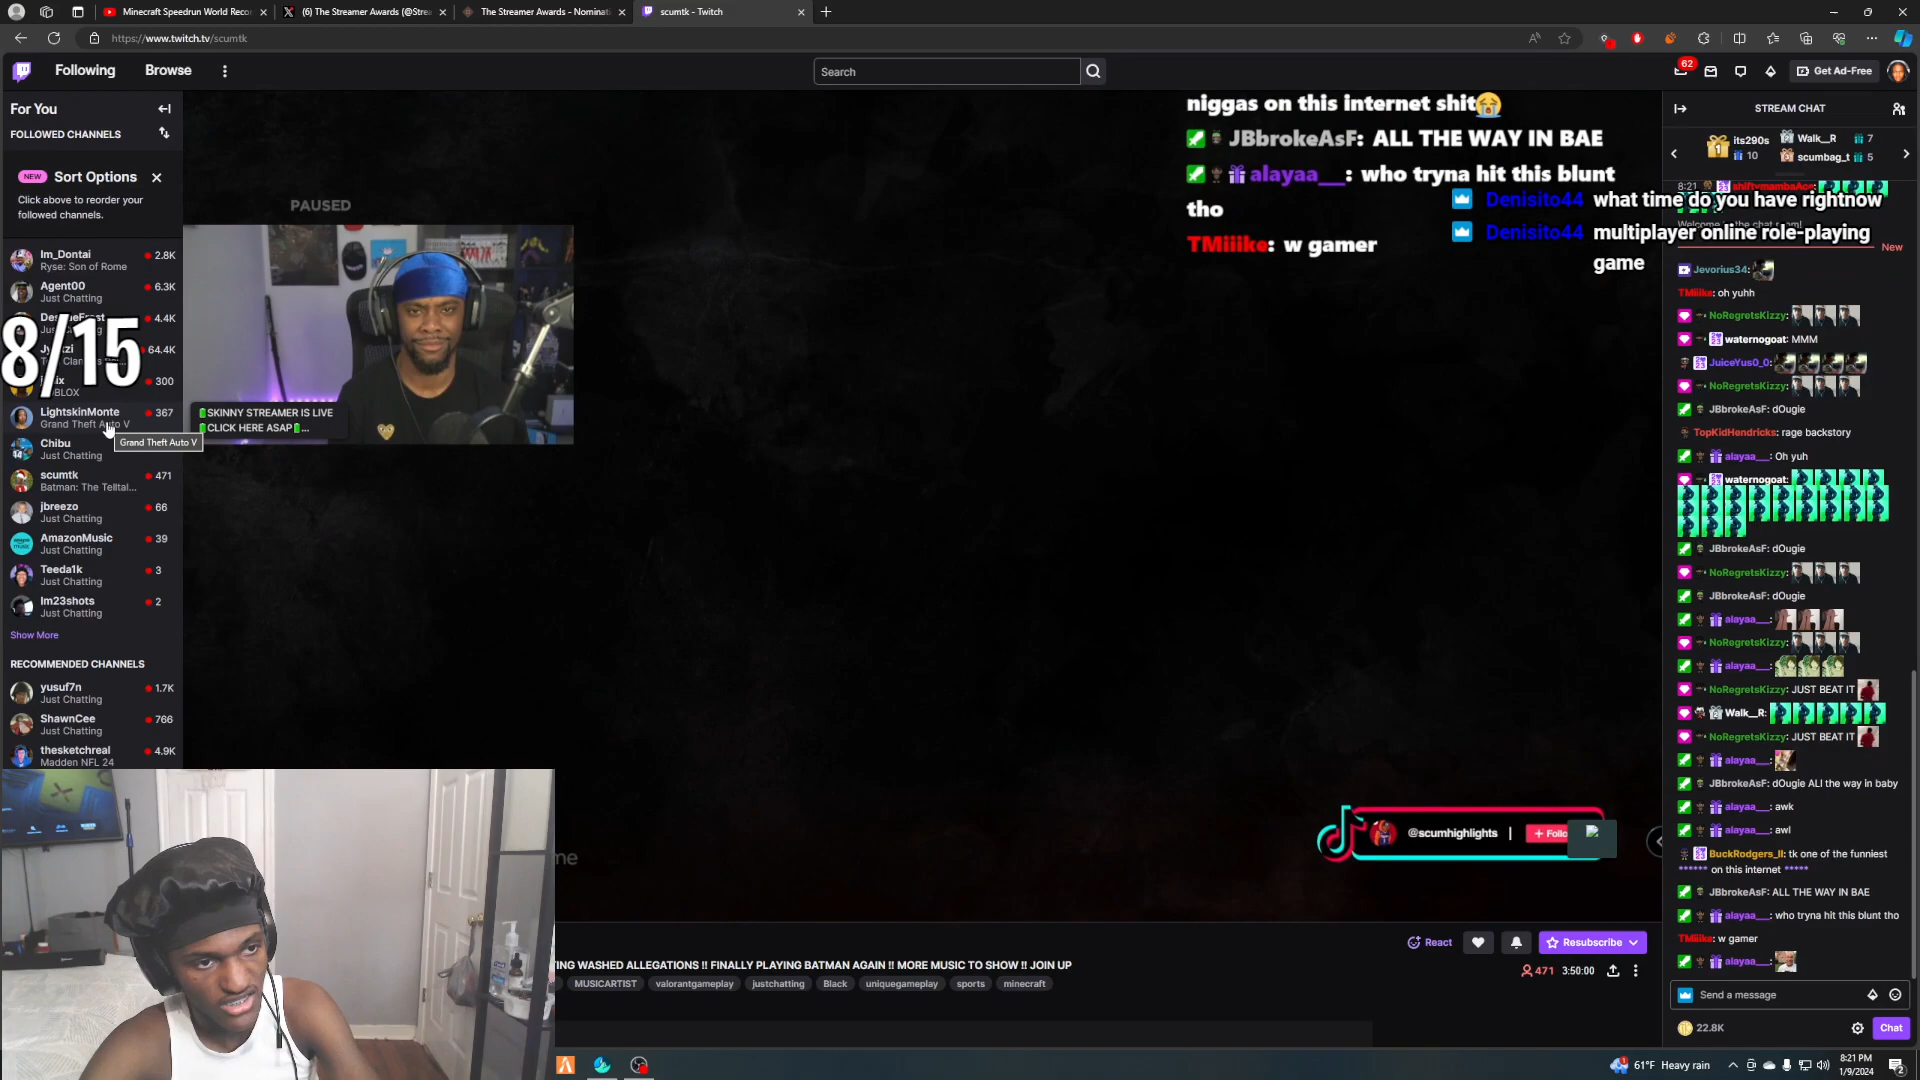 Minecraft Speedrun World Reco
(6) The Streamer Awards (@Strea
The Streamer Awards - Nominati
scumtk - Twitch
https://www.twitch.tv/scumtk
Following
Browse
Search
62
Get Ad-Free
For You
FOLLOWED CHANNELS
NEW Sort Options
Click above to reorder your
followed channels.
Im_Dontai 2.8K
Ryse: Son of Rome
Agent00 6.3K
Just Chatting
4.4K
8/15
64.4K
300
LightskinMonte 367
Grand Theft Auto V
Grand Theft Auto V
Chibu
Just Chatting
scumtk 471
Batman: The Telltal...
jbreezo 66
Just Chatting
AmazonMusic 39
Just Chatting
Teeda1k 3
Just Chatting
Im23shots 2
Just Chatting
Show More
RECOMMENDED CHANNELS
yusuf7n 1.7K
Just Chatting
ShawnCee 766
Just Chatting
thesketchreal 4.9K
Madden NFL 24
PAUSED
SKINNY STREAMER IS LIVE
CLICK HERE ASAP ...
niggas on this internet shit😭
JBbrokeAsF: ALL THE WAY IN BAE
alayaa__: who tryna hit this blunt
tho
TMiiike: w gamer
Denisito44 what time do you have rightnow
Denisito44 multiplayer online role-playing
game
@scumhighlights | + Follo
me
React
Resubscribe
ING WASHED ALLEGATIONS !! FINALLY PLAYING BATMAN AGAIN !! MORE MUSIC TO SHOW !! JOIN UP
471 3:50:00
MUSICARTIST valorantgameplay justchatting Black uniquegameplay sports minecraft
STREAM CHAT
1 its290s 10
Walk__R 7
scumbag_t 5
8:21 shiftymambaAce:
New
Jevorius34:
TMiiike: oh yuhh
NoRegretsKizzy:
waternogoat: MMM
JuiceYus0_0:
NoRegretsKizzy:
JBbrokeAsF: dOugie
TopKidHendricks: rage backstory
alayaa__: Oh yuh
waternogoat:
JBbrokeAsF: dOugie
NoRegretsKizzy:
JBbrokeAsF: dOugie
alayaa__:
NoRegretsKizzy:
alayaa__:
NoRegretsKizzy: JUST BEAT IT
Walk__R:
NoRegretsKizzy: JUST BEAT IT
alayaa__:
JBbrokeAsF: dOugie ALl the way in baby
alayaa__: awk
alayaa__: awl
BuckRodgers_II: tk one of the funniest
****** on this internet *****
JBbrokeAsF: ALL THE WAY IN BAE
alayaa__: who tryna hit this blunt tho
TMiiike: w gamer
alayaa__:
Send a message
22.8K
Chat
61°F Heavy rain
8:21 PM
1/9/2024